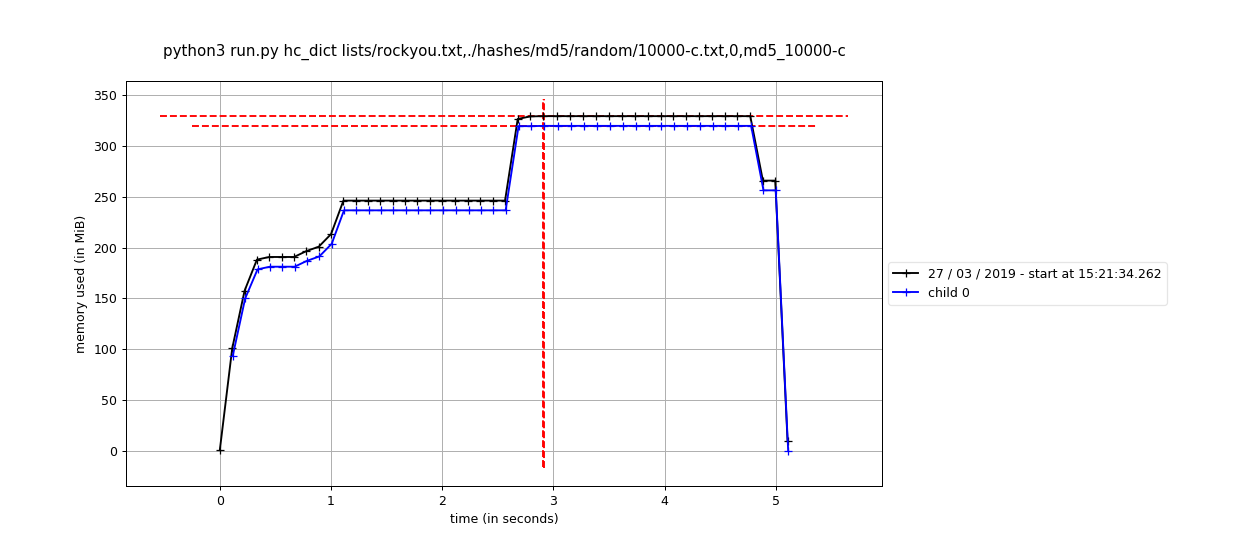 python3 run.py hc_dict lists/rockyou.txt,./hashes/md5/random/10000-c.txt,0,md5_10000-c
350
300
250
200
150
100
50
0
memory used (in MiB)
0 1 2 3 4 5
time (in seconds)
27 / 03 / 2019 - start at 15:21:34.262
child 0